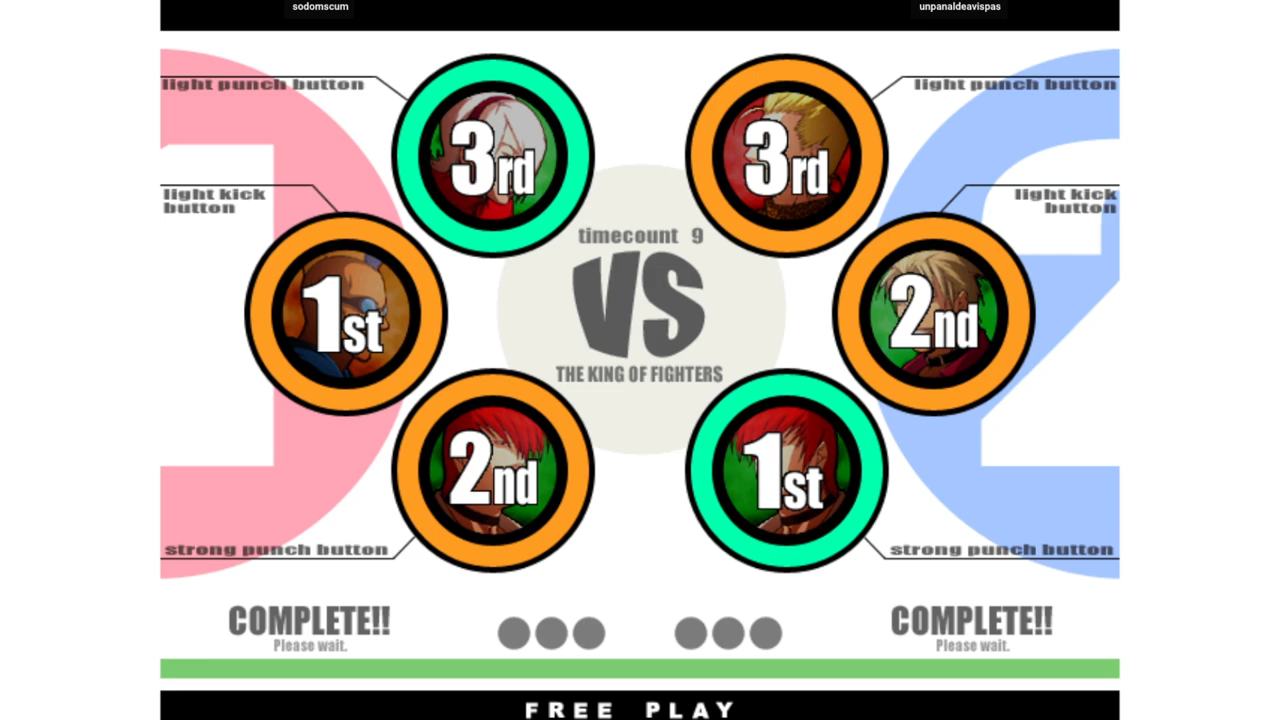 sodomscum
unpanaldeavispas
light punch button
light punch button
3rd
3rd
light kick
button
light kick
button
timecount 9
VS
THE KING OF FIGHTERS
1st
2nd
2nd
1st
strong punch button
strong punch button
COMPLETE!!
Please wait.
COMPLETE!!
Please wait.
FREE PLAY